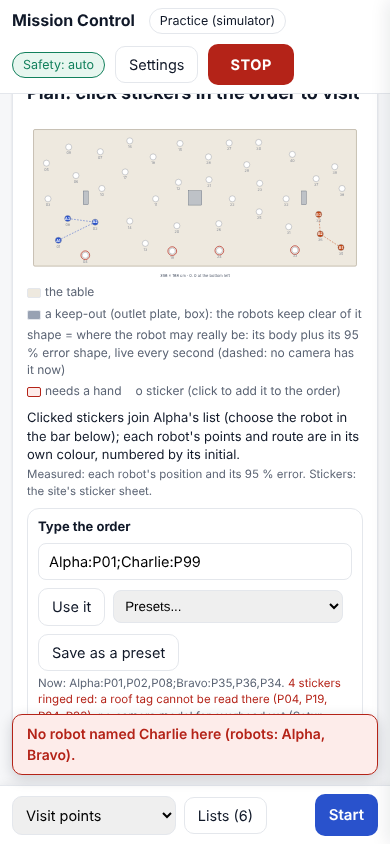 Mission Control
Practice (simulator)
Safety: auto
Settings
STOP
Plan: click stickers in the order to visit
the table
a keep-out (outlet plate, box): the robots keep clear of it
shape = where the robot may really be: its body plus its 95
% error shape, live every second (dashed: no camera has
it now)
needs a hand o sticker (click to add it to the order)
Clicked stickers join Alpha's list (choose the robot in
the bar below); each robot's points and route are in its
own colour, numbered by its initial.
Measured: each robot's position and its 95 % error. Stickers:
the site's sticker sheet.
Type the order
Alpha:P01;Charlie:P99
Use it
Presets...
Save as a preset
Now: Alpha:P01,P02,P08;Bravo:P35,P36,P34. 4 stickers
ringed red: a roof tag cannot be read there (P04, P19,
No robot named Charlie here (robots: Alpha,
Bravo).
Visit points
Lists (6)
Start